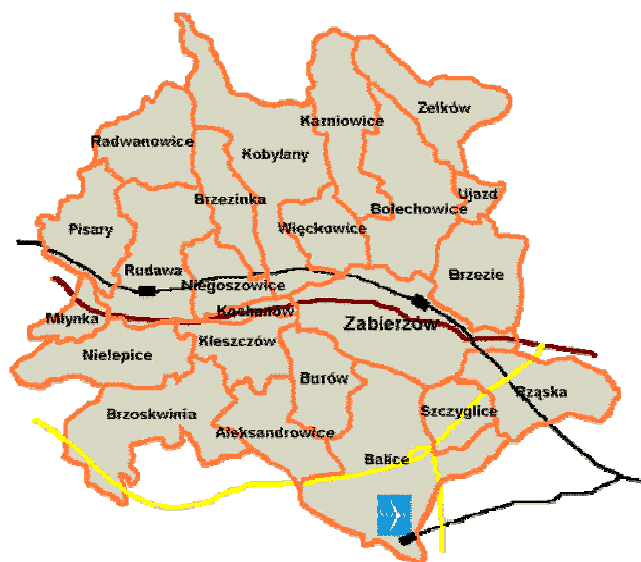 Zelków
Karniowice
Radwanowice
Kobylany
Ujazd
Brzezinka
Bolechowice
Pisary
Więckowice
Rudawa
Brzezie
Niegoszowice
Kochanów
Młynka
Zabierzów
Kleszczów
Nielepice
Burów
Rząska
Brzoskwinia
Szczyglice
Aleksandrowice
Balice